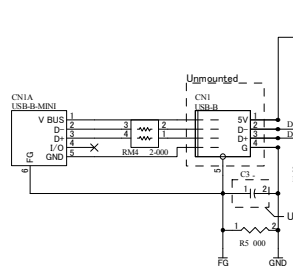 Unmounted
CN1A
USB-B-MINI
CN1
USB-B
V BUS 1
D- 2
D+ 3
I/O 4
GND 5
FG
6
3 2
4 1
RM4 2-000
5V 1
D- 2
D+ 3
G 4
D
D
5
C3
1 2
U
1 2
R5 000
FG
GND